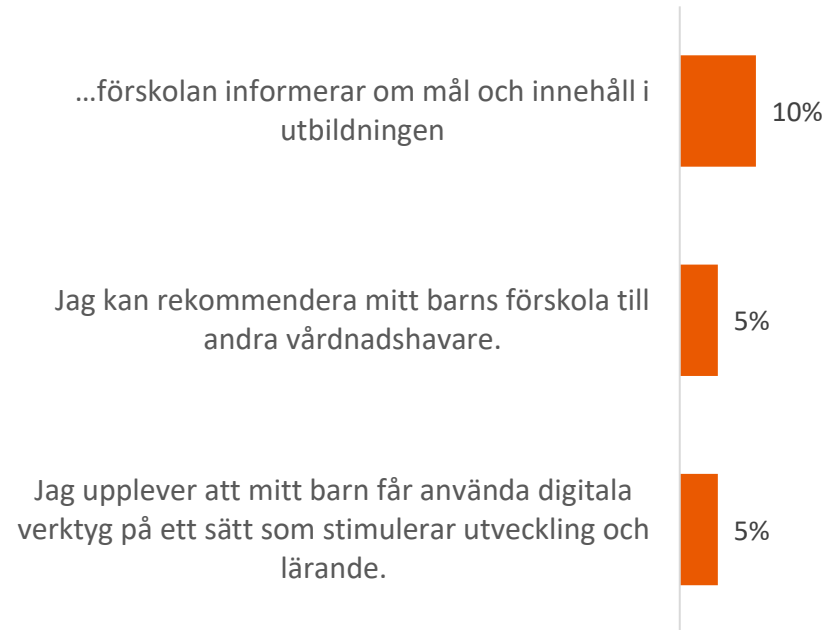 ...förskolan informerar om mål och innehåll i
utbildningen
10%
Jag kan rekommendera mitt barns förskola till
andra vårdnadshavare.
5%
Jag upplever att mitt barn får använda digitala
verktyg på ett sätt som stimulerar utveckling och
lärande.
5%